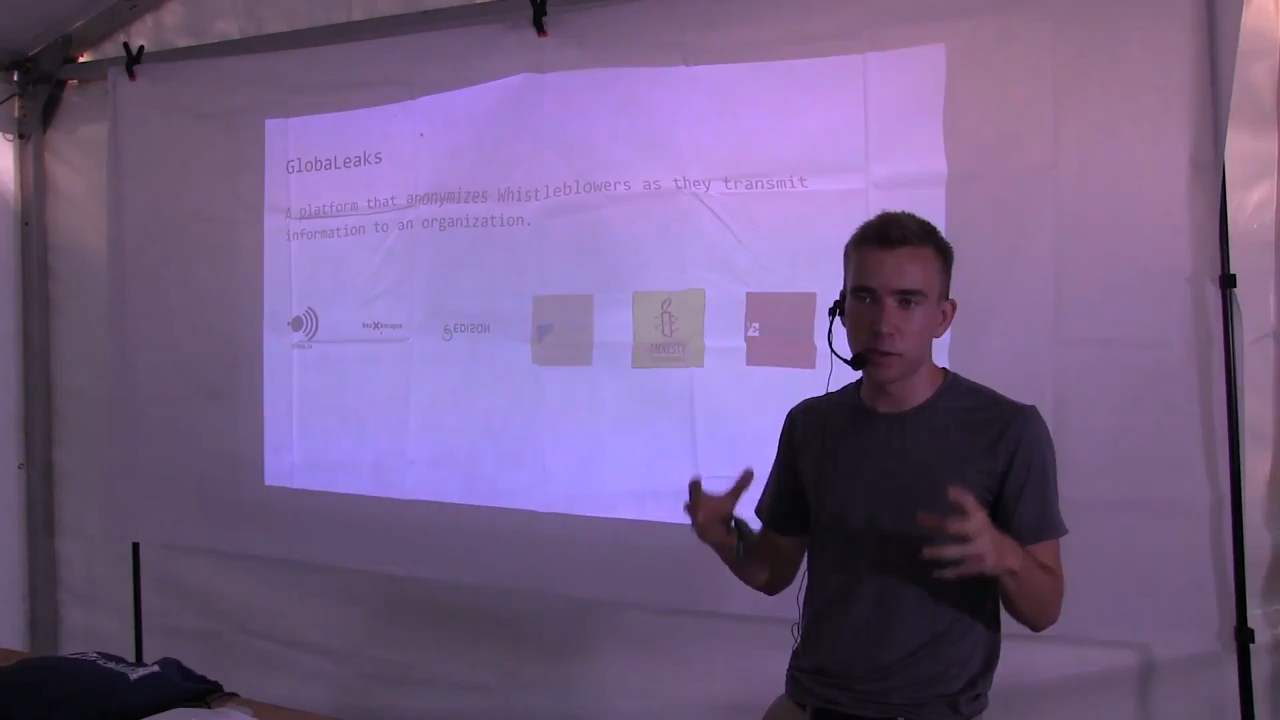 GlobaLeaks
A platform that anonymizes Whistleblowers as they transmit
information to an organization.
EDISON
AMNESTY